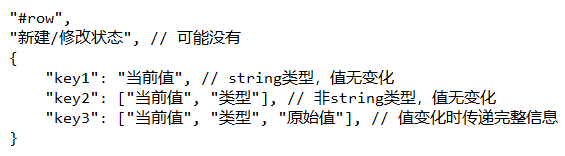 "#row",
"新建/修改状态", // 可能没有
{
    "key1": "当前值", // string类型，值无变化
    "key2": ["当前值", "类型"], // 非string类型，值无变化
    "key3": ["当前值", "类型", "原始值"], // 值变化时传递完整信息
}